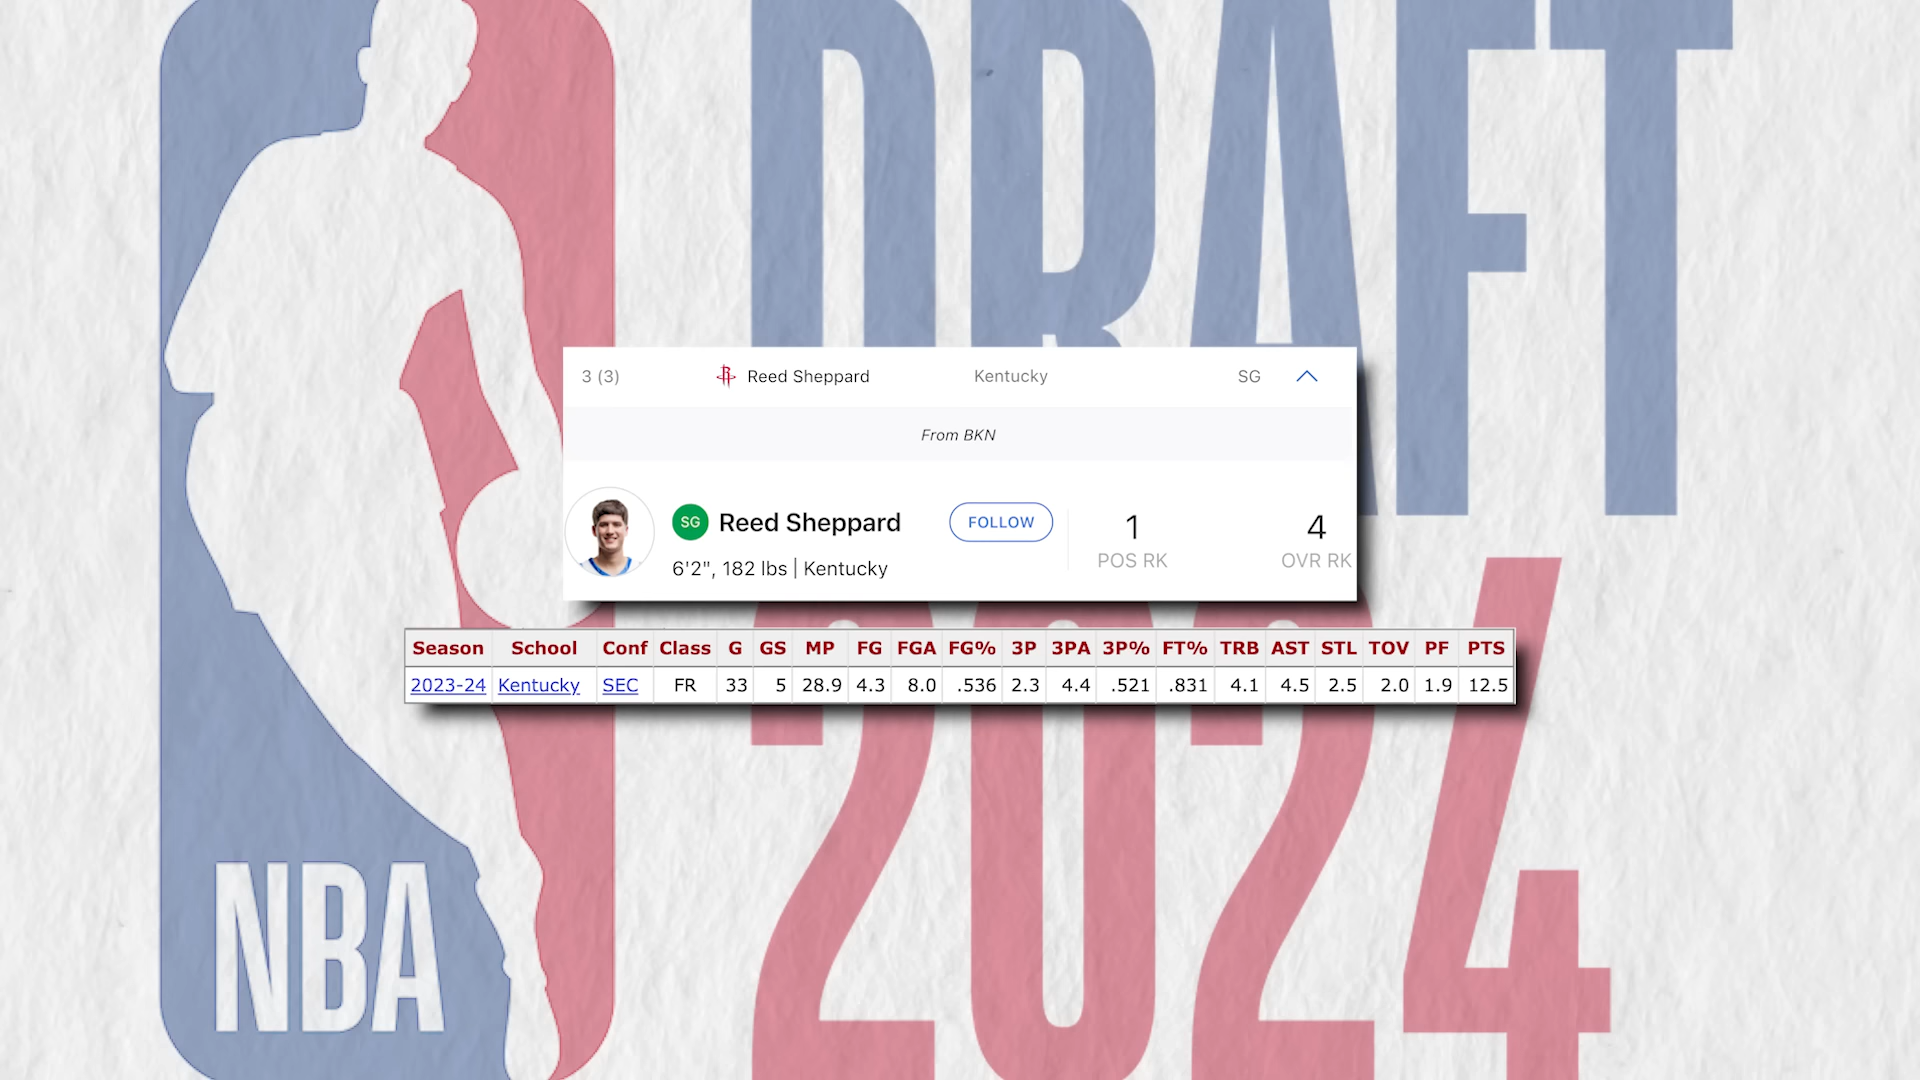 DRAFT
3 (3) Reed Sheppard Kentucky SG
From BKN
SG Reed Sheppard FOLLOW 1 4
6'2", 182 lbs | Kentucky POS RK OVR RK
Season School Conf Class G GS MP FG FGA FG% 3P 3PA 3P% FT% TRB AST STL TOV PF PTS
2023-24 Kentucky SEC FR 33 5 28.9 4.3 8.0 .536 2.3 4.4 .521 .831 4.1 4.5 2.5 2.0 1.9 12.5
2024
NBA